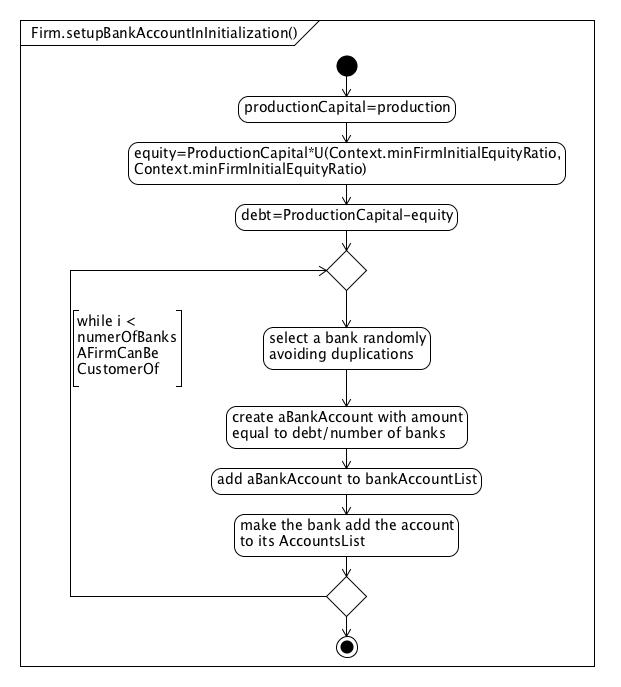 Firm.setupBankAccountInInitialization()
productionCapital=production
equity=ProductionCapital*U(Context.minFirmInitialEquityRatio,
Context.minFirmInitialEquityRatio)
debt=ProductionCapital-equity
while i <
numerOfBanks
AFirmCanBe
CustomerOf
select a bank randomly
avoiding duplications
create aBankAccount with amount
equal to debt/number of banks
add aBankAccount to bankAccountList
make the bank add the account
to its AccountsList